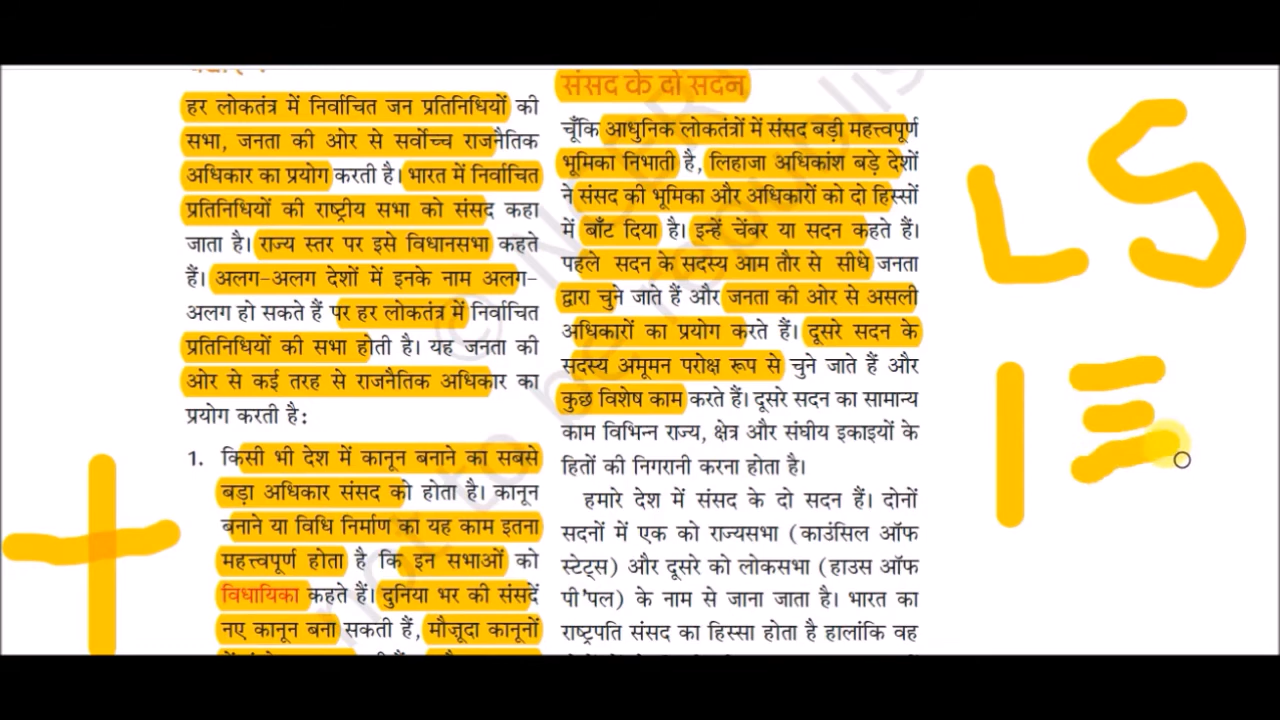 हर लोकतंत्र में निर्वाचित जन प्रतिनिधियों की
सभा, जनता की ओर से सर्वोच्च राजनैतिक
अधिकार का प्रयोग करती है। भारत में निर्वाचित
प्रतिनिधियों की राष्ट्रीय सभा को संसद कहा
जाता है। राज्य स्तर पर इसे विधानसभा कहते
हैं। अलग-अलग देशों में इनके नाम अलग-
अलग हो सकते हैं पर हर लोकतंत्र में निर्वाचित
प्रतिनिधियों की सभा होती है। यह जनता की
ओर से कई तरह से राजनैतिक अधिकार का
प्रयोग करती है:
1. किसी भी देश में कानून बनाने का सबसे
बड़ा अधिकार संसद को होता है। कानून
बनाने या विधि निर्माण का यह काम इतना
महत्त्वपूर्ण होता है कि इन सभाओं को
विधायिका कहते हैं। दुनिया भर की संसदें
नए कानून बना सकती हैं, मौजूदा कानूनों
संसद के दो सदन
चूँकि आधुनिक लोकतंत्रों में संसद बड़ी महत्त्वपूर्ण
भूमिका निभाती है, लिहाजा अधिकांश बड़े देशों
ने संसद की भूमिका और अधिकारों को दो हिस्सों
में बाँट दिया है। इन्हें चेंबर या सदन कहते हैं।
पहले सदन के सदस्य आम तौर से सीधे जनता
द्वारा चुने जाते हैं और जनता की ओर से असली
अधिकारों का प्रयोग करते हैं। दूसरे सदन के
सदस्य अमूमन परोक्ष रूप से चुने जाते हैं और
कुछ विशेष काम करते हैं। दूसरे सदन का सामान्य
काम विभिन्न राज्य, क्षेत्र और संघीय इकाइयों के
हितों की निगरानी करना होता है।
हमारे देश में संसद के दो सदन हैं। दोनों
सदनों में एक को राज्यसभा (काउंसिल ऑफ
स्टेट्स) और दूसरे को लोकसभा (हाउस ऑफ
पी'पल) के नाम से जाना जाता है। भारत का
राष्ट्रपति संसद का हिस्सा होता है हालांकि वह
LS